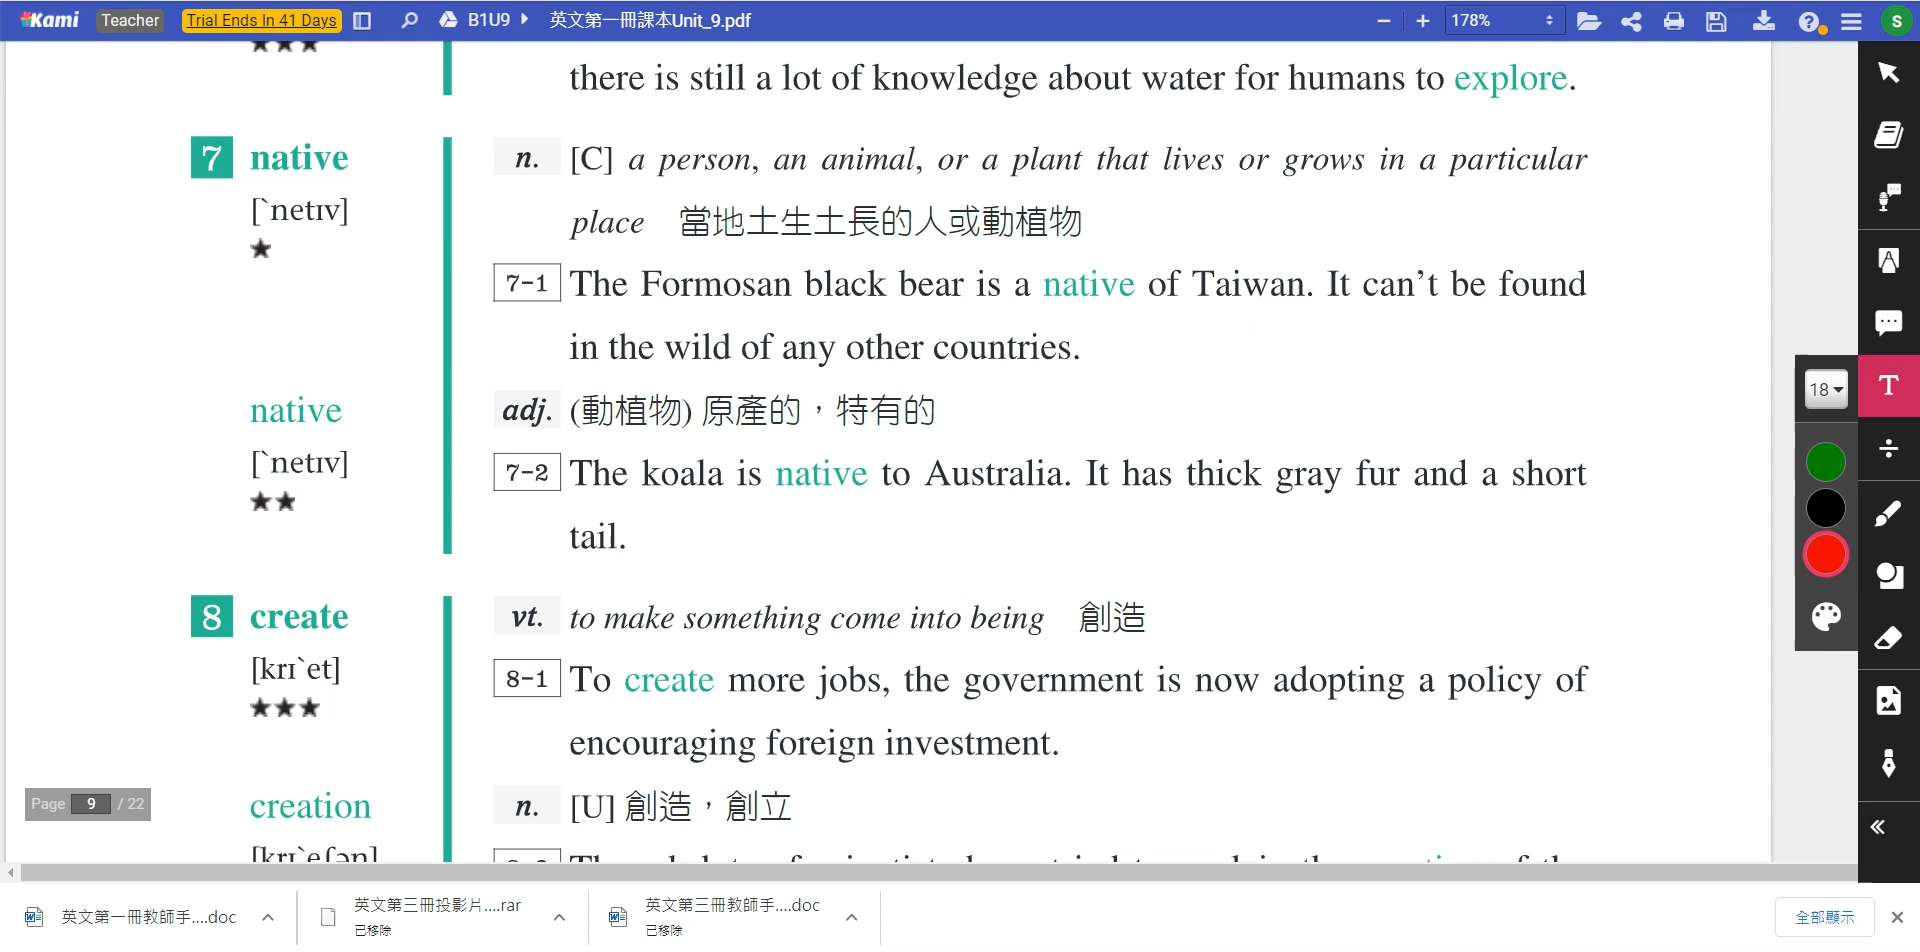 Kami Teacher Trial Ends In 41 Days B1U9 英文第一冊課本Unit_9.pdf 178% S
there is still a lot of knowledge about water for humans to explore.
7 native n. [C] a person, an animal, or a plant that lives or grows in a particular
[ˋnetɪv] place 當地土生土長的人或動植物
★
7-1 The Formosan black bear is a native of Taiwan. It can't be found
in the wild of any other countries.
native adj. (動植物) 原產的，特有的
[ˋnetɪv] 7-2 The koala is native to Australia. It has thick gray fur and a short
★★ tail.
18
T
8 create vt. to make something come into being 創造
[krɪˋet] 8-1 To create more jobs, the government is now adopting a policy of
★★★ encouraging foreign investment.
Page 9 / 22
creation n. [U] 創造，創立
[krɪˋeʃən]
英文第一冊教師手....doc 英文第三冊投影片....rar 英文第三冊教師手....doc 全部顯示
已移除 已移除